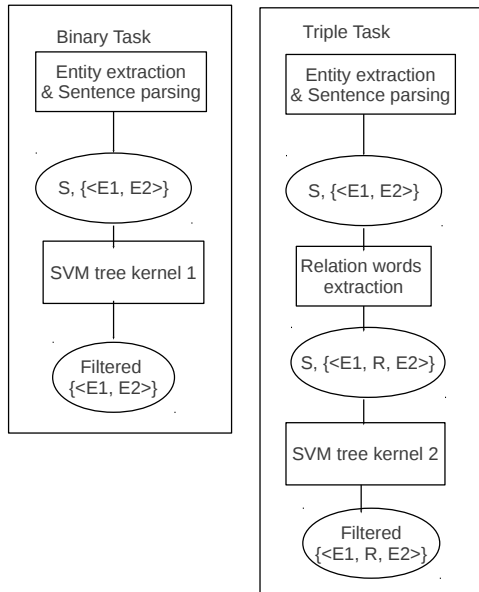 Binary Task
Entity extraction
& Sentence parsing
S, {<E1, E2>}
SVM tree kernel 1
Filtered
{<E1, E2>}
Triple Task
Entity extraction
& Sentence parsing
S, {<E1, E2>}
Relation words
extraction
S, {<E1, R, E2>}
SVM tree kernel 2
Filtered
{<E1, R, E2>}